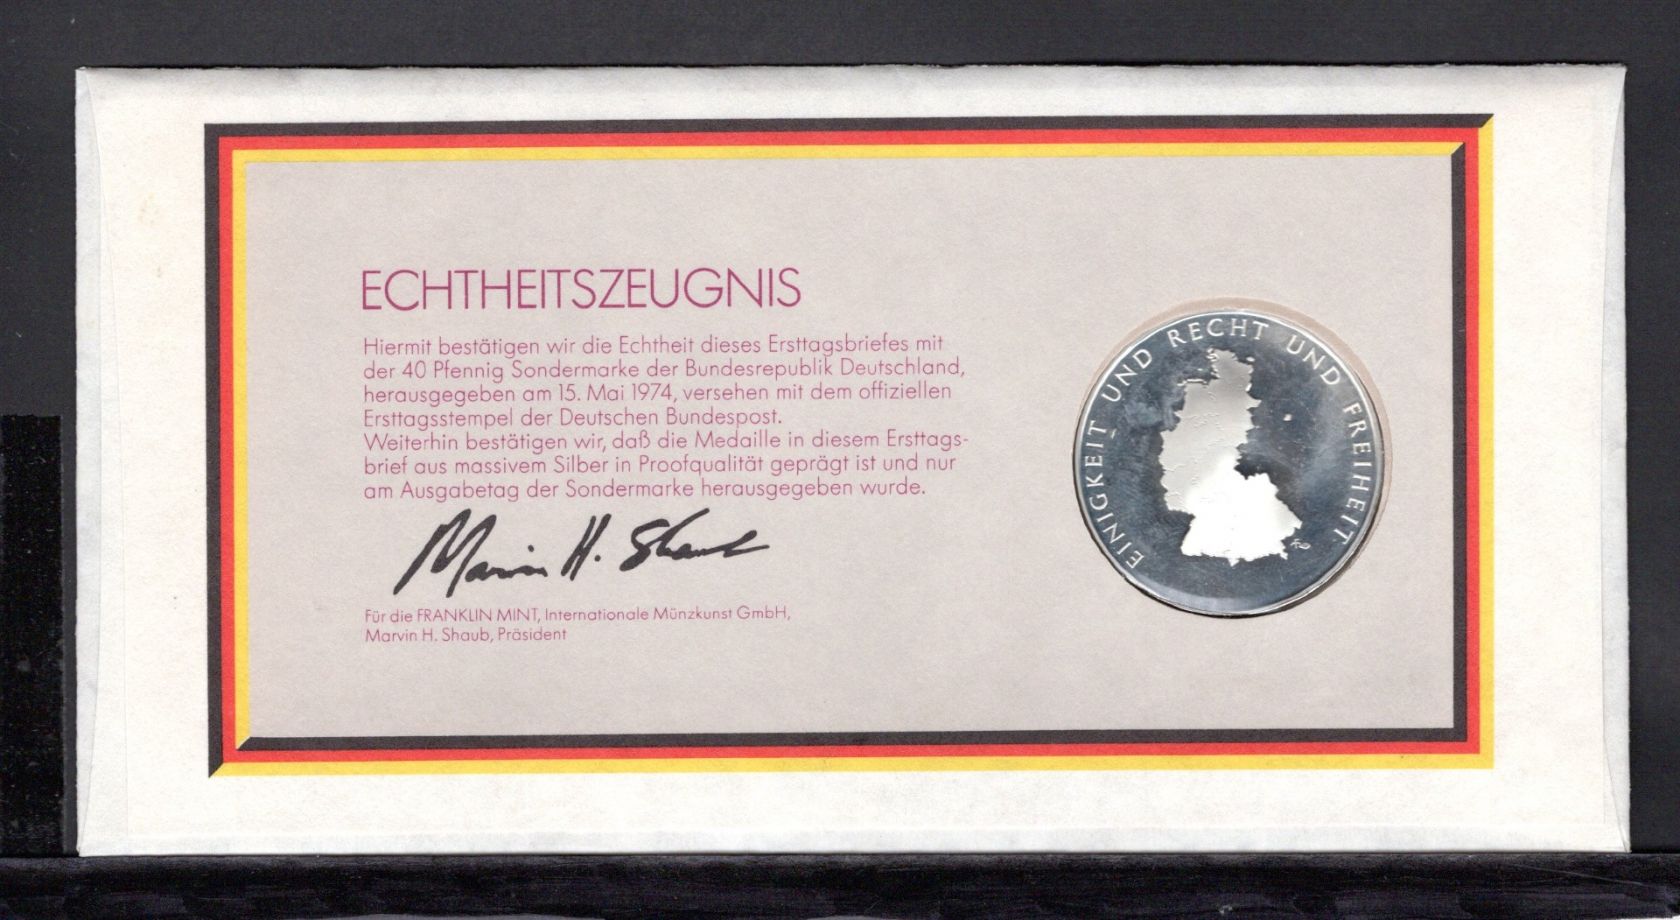 ECHTHEITSZEUGNIS
Hiermit bestätigen wir die Echtheit dieses Ersttagsbriefes mit
der 40 Pfennig Sondermarke der Bundesrepublik Deutschland,
herausgegeben am 15. Mai 1974, versehen mit dem offiziellen
Ersttagsstempel der Deutschen Bundespost.
Weiterhin bestätigen wir, daß die Medaille in diesem Ersttags-
brief aus massivem Silber in Proofqualität geprägt ist und nur
am Ausgabetag der Sondermarke herausgegeben wurde.
Marvin H. Shaub
Für die FRANKLIN MINT, Internationale Münzkunst GmbH,
Marvin H. Shaub, Präsident
EINIGKEIT UND RECHT UND FREIHEIT